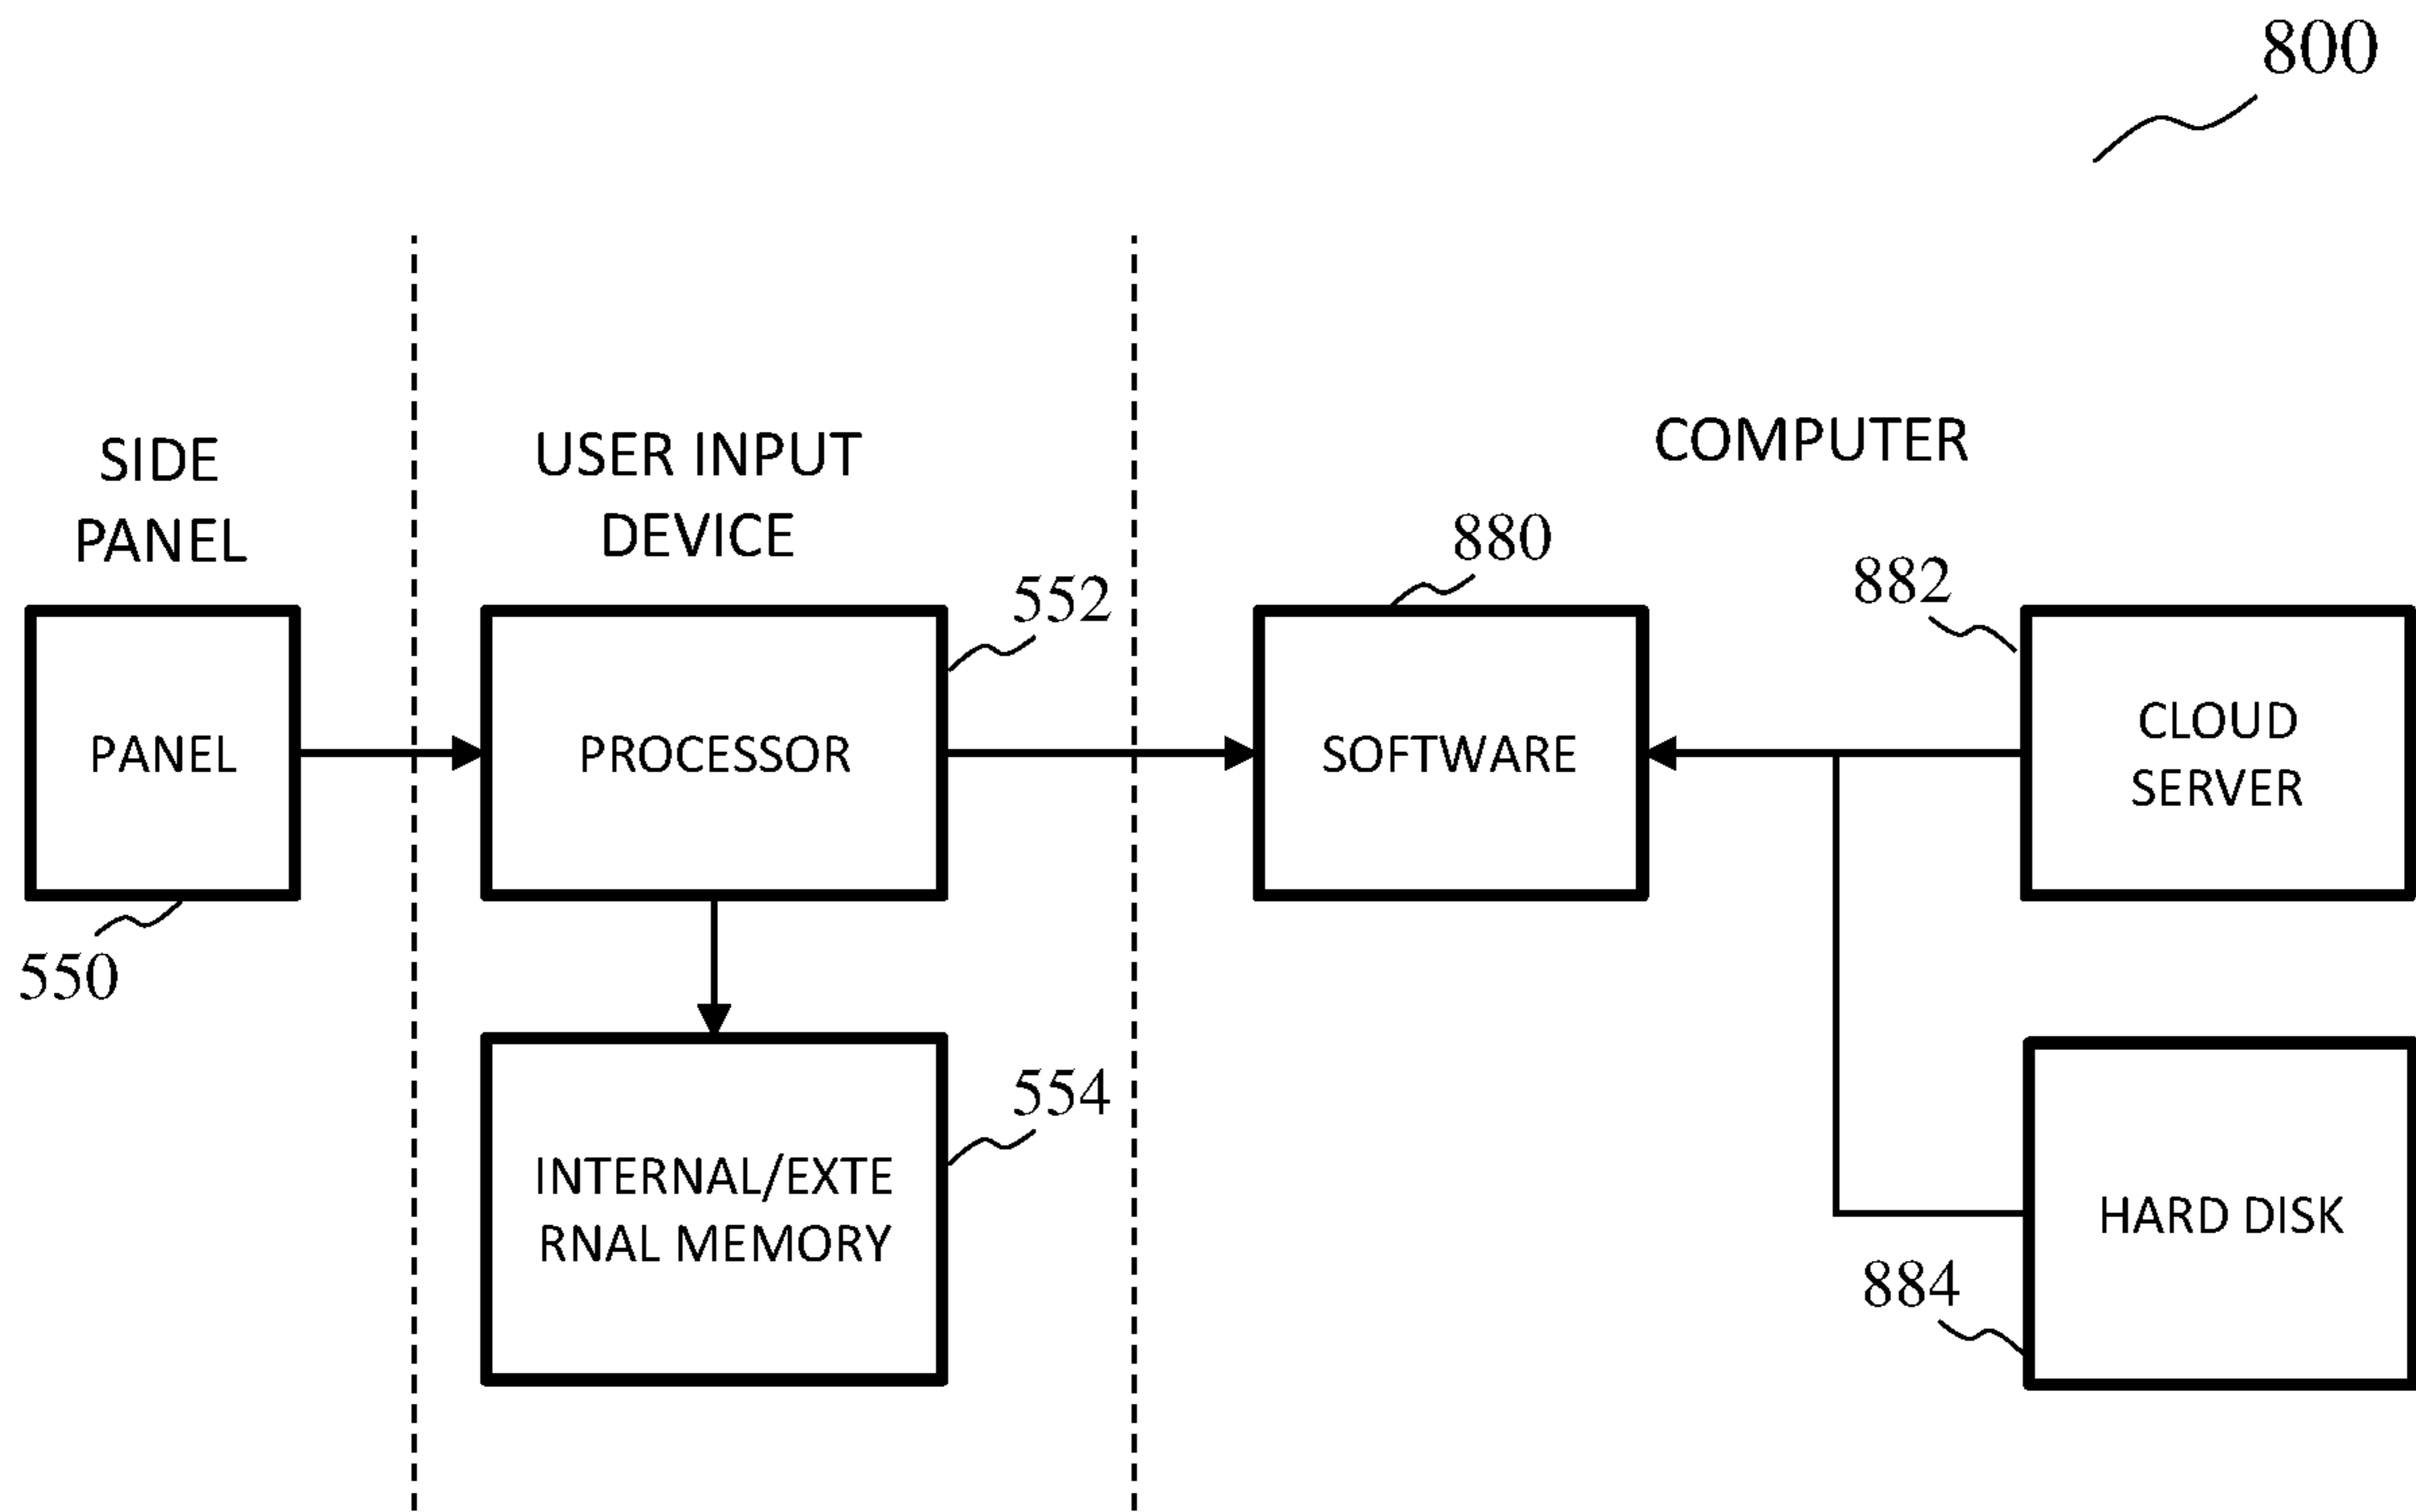 800
SIDE
PANEL
USER INPUT
DEVICE
COMPUTER
880
882
552
PANEL
PROCESSOR
SOFTWARE
CLOUD
SERVER
550
554
INTERNAL/EXTE
RNAL MEMORY
HARD DISK
884